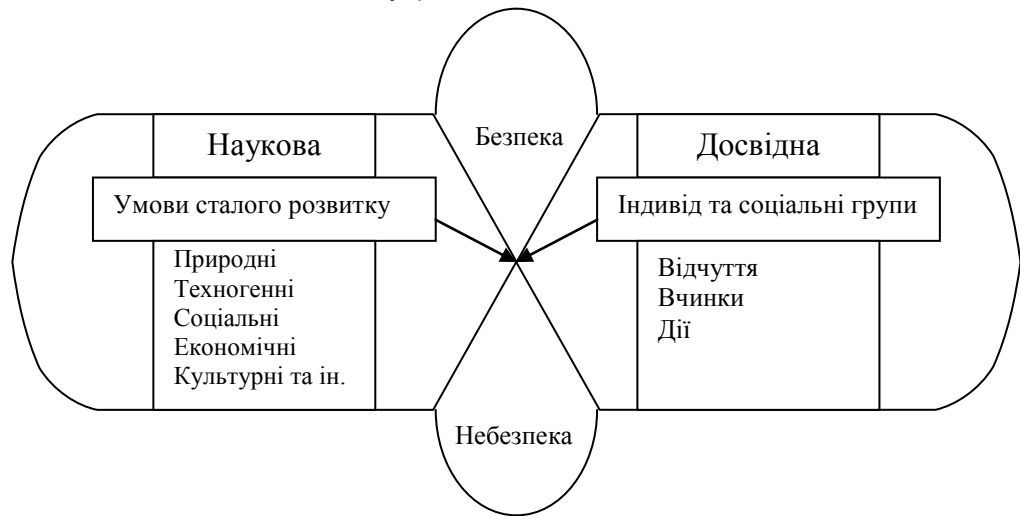 Безпека
Наукова
Досвідна
Умови сталого розвитку
Індивід та соціальні групи
Природні
Техногенні
Соціальні
Економічні
Культурні та ін.
Відчуття
Вчинки
Дії
Небезпека